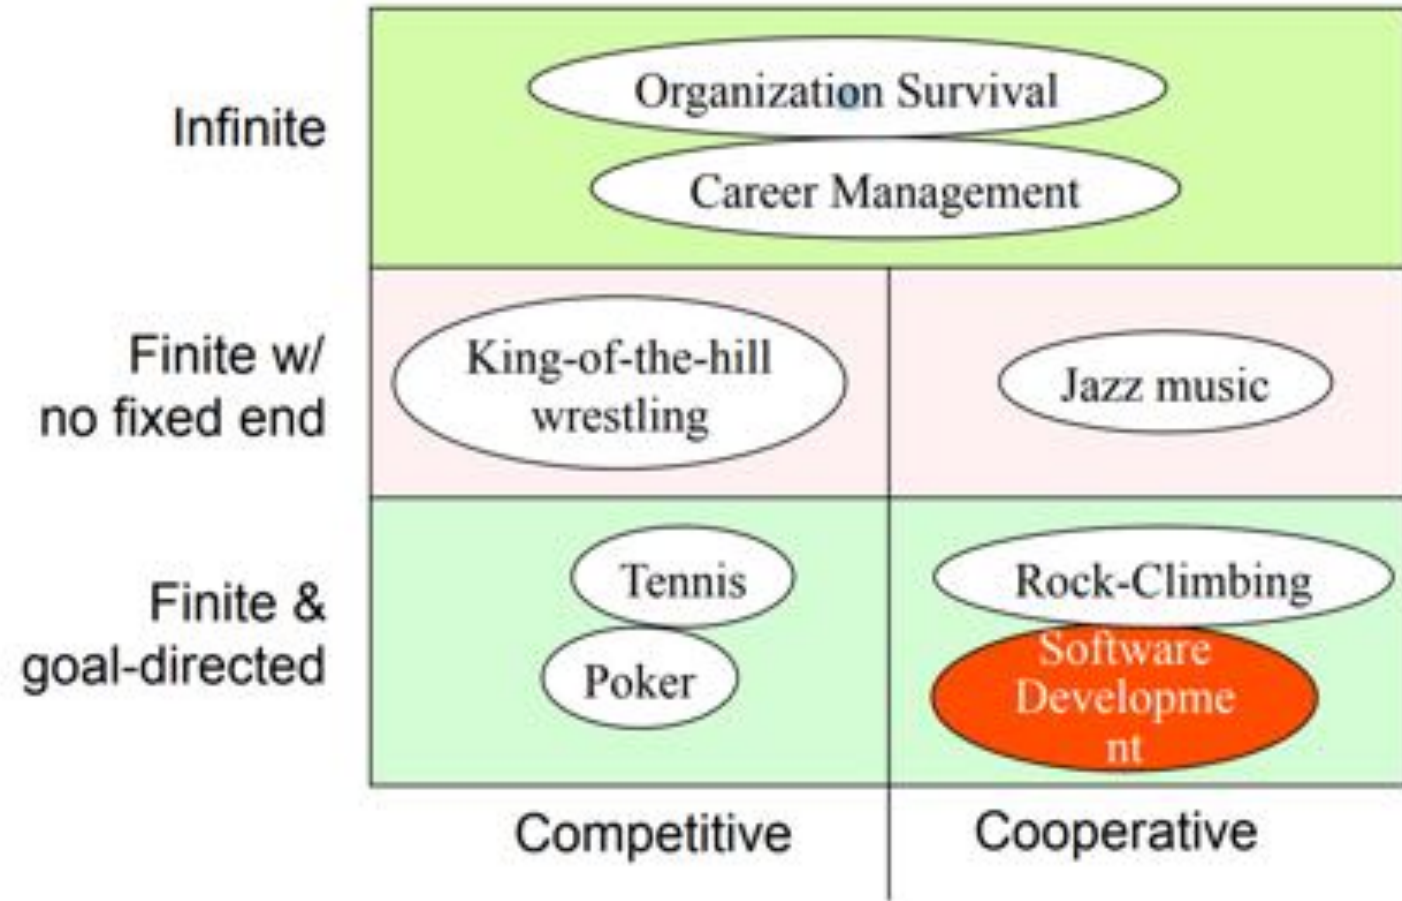 Infinite
Organization Survival
Career Management
Finite w/
no fixed end
King-of-the-hill
wrestling
Jazz music
Finite &
goal-directed
Tennis
Poker
Rock-Climbing
Software
Developme
nt
Competitive
Cooperative